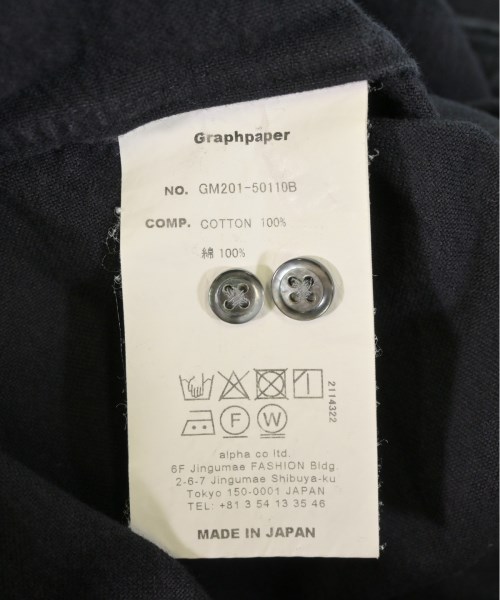 Graphpaper
NO. GM201-50110B
COMP. COTTON 100%
綿 100%
2114322
F W
alpha co ltd.
6F Jingumae FASHION Bldg.
2-6-7 Jingumae Shibuya-ku
Tokyo 150-0001 JAPAN
TEL: +81 3 54 13 35 46
MADE IN JAPAN